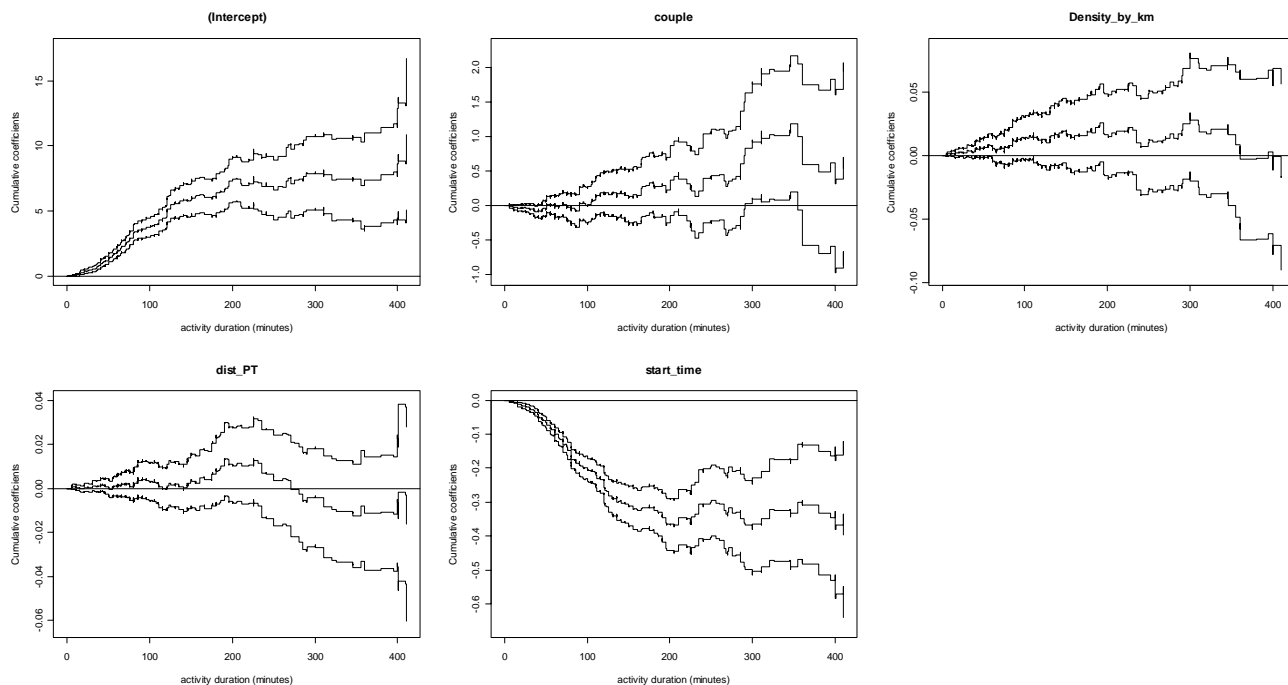 (Intercept)
Cumulative coefficients
15
10
5
0
0 100 200 300 400
activity duration (minutes)
couple
Cumulative coefficients
2.0
1.5
1.0
0.5
0.0
-0.5
-1.0
0 100 200 300 400
activity duration (minutes)
Density_by_km
Cumulative coefficients
0.05
0.00
-0.05
-0.10
0 100 200 300 400
activity duration (minutes)
dist_PT
Cumulative coefficients
0.04
0.02
0.00
-0.02
-0.04
-0.06
0 100 200 300 400
activity duration (minutes)
start_time
Cumulative coefficients
0.0
-0.1
-0.2
-0.3
-0.4
-0.5
-0.6
0 100 200 300 400
activity duration (minutes)